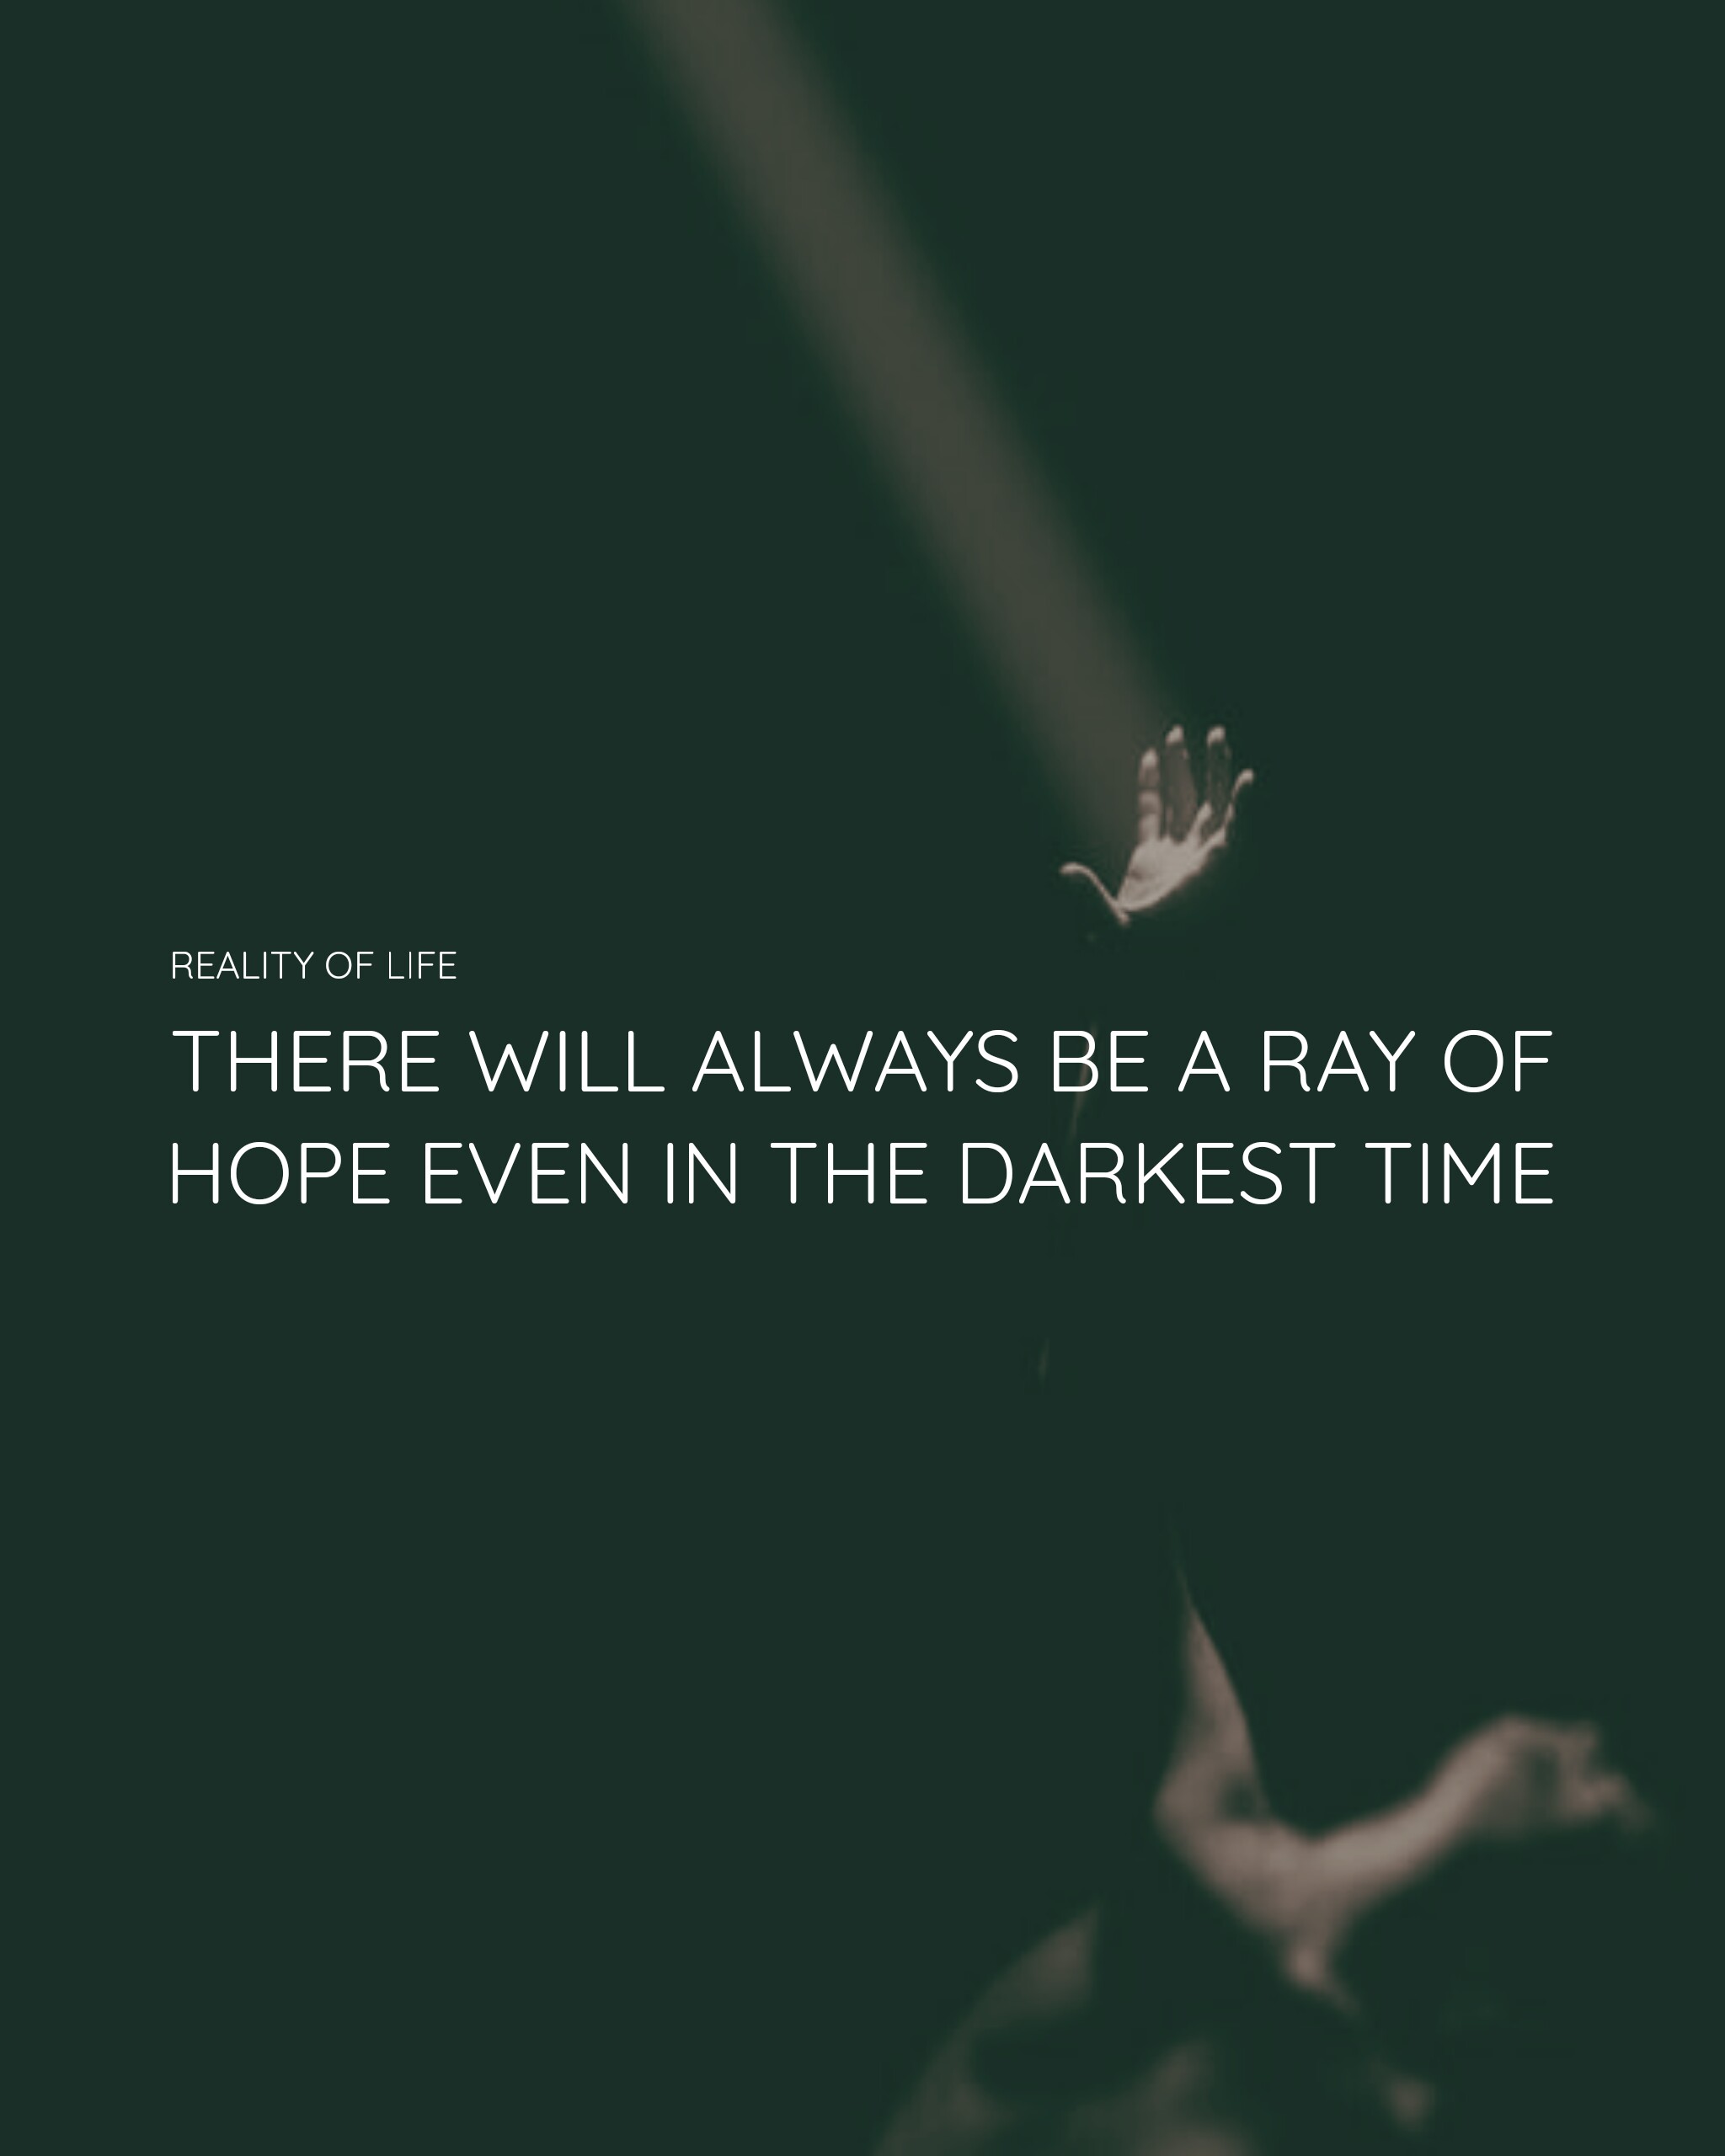 REALITY OF LIFE
THERE WILL ALWAYS BE A RAY OF
HOPE EVEN IN THE DARKEST TIME